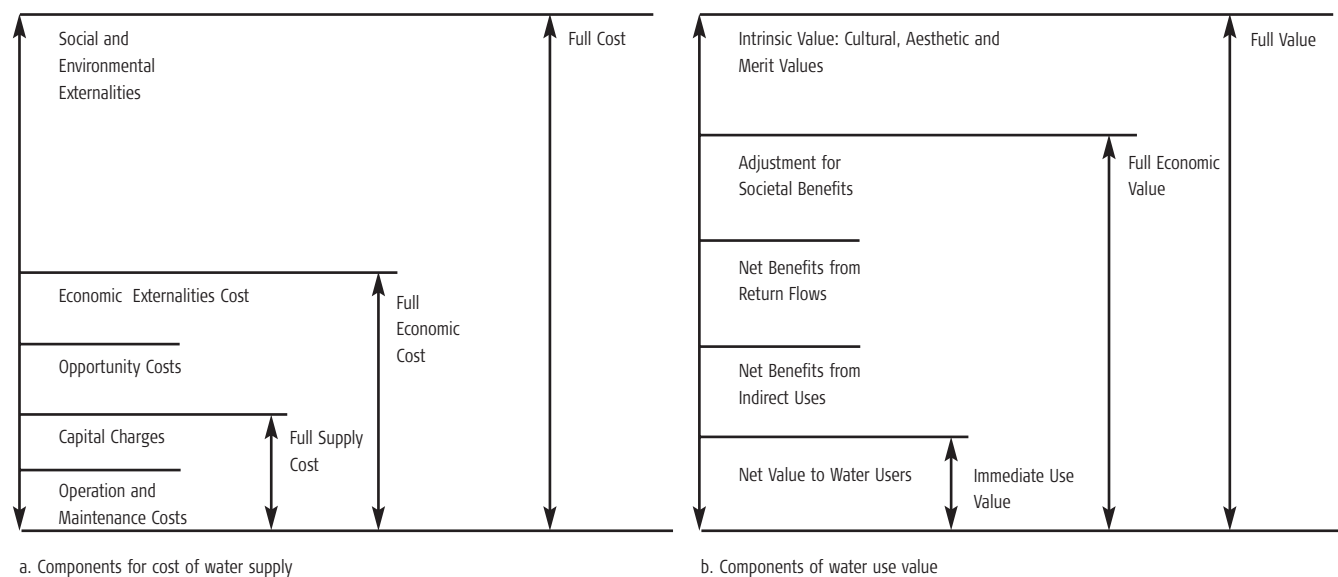 Social and
Environmental
Externalities
Full Cost
Economic Externalities Cost
Full
Economic
Cost
Opportunity Costs
Capital Charges
Full Supply
Cost
Operation and
Maintenance Costs
a. Components for cost of water supply
Intrinsic Value: Cultural, Aesthetic and
Merit Values
Full Value
Adjustment for
Societal Benefits
Full Economic
Value
Net Benefits from
Return Flows
Net Benefits from
Indirect Uses
Net Value to Water Users
Immediate Use
Value
b. Components of water use value